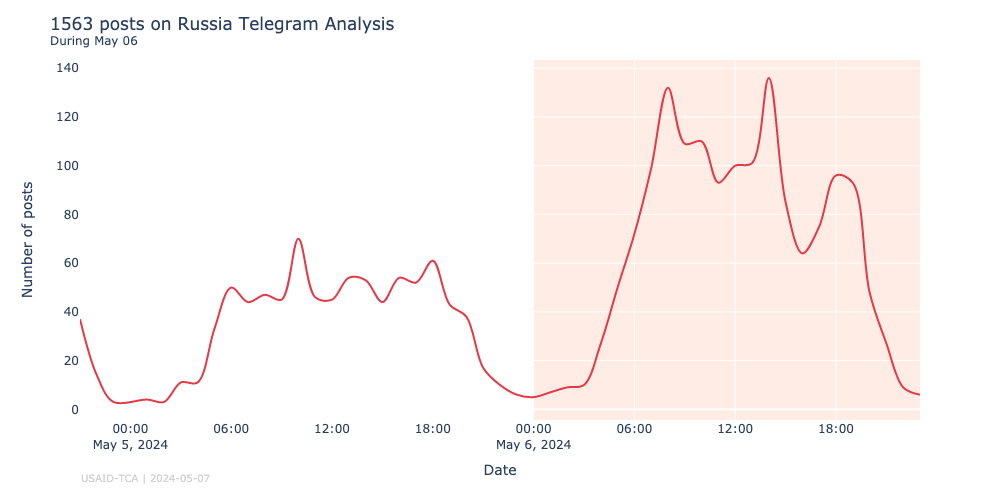 1563 posts on Russia Telegram Analysis
During May 06
140
120
100
80
60
40
20
0
Number of posts
00:00 06:00 12:00 18:00 00:00 06:00 12:00 18:00
May 5, 2024 May 6, 2024
Date
USAID-TCA | 2024-05-07